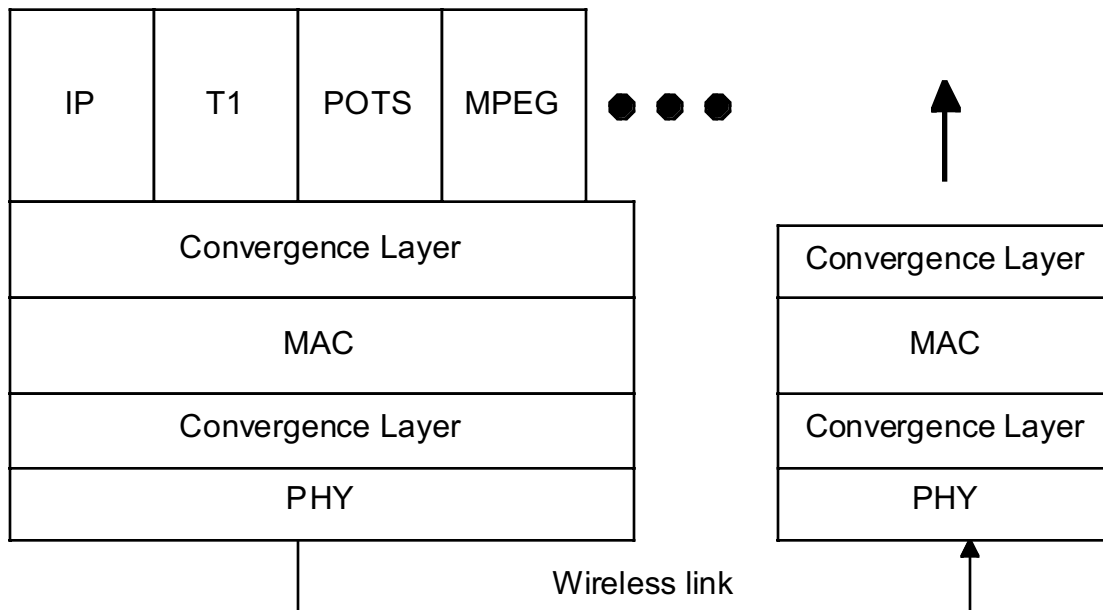 IP
T1
POTS
MPEG
Convergence Layer
MAC
Convergence Layer
PHY
Convergence Layer
MAC
Convergence Layer
PHY
Wireless link